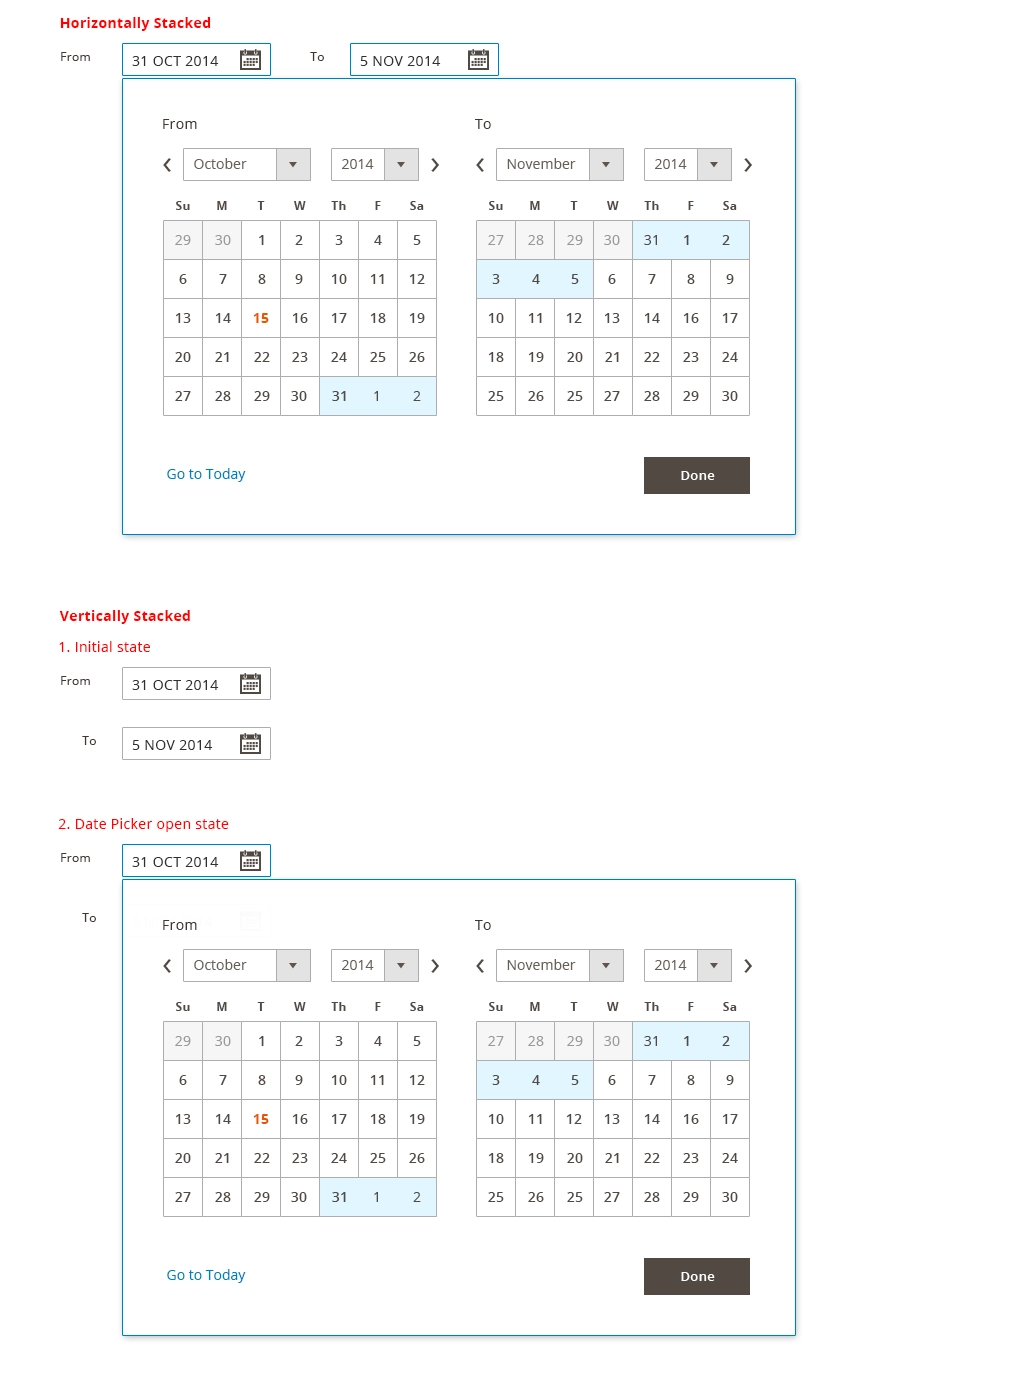 Horizontally Stacked
From 31 OCT 2014 To 5 NOV 2014
From To
October 2014 November 2014
Su M T W Th F Sa Su M T W Th F Sa
29 30 1 2 3 4 5 27 28 29 30 31 1 2
6 7 8 9 10 11 12 3 4 5 6 7 8 9
13 14 15 16 17 18 19 10 11 12 13 14 16 17
20 21 22 23 24 25 26 18 19 20 21 22 23 24
27 28 29 30 31 1 2 25 26 25 27 28 29 30
Go to Today Done
Vertically Stacked
1. Initial state
From 31 OCT 2014
To 5 NOV 2014
2. Date Picker open state
From 31 OCT 2014
To From To
October 2014 November 2014
Su M T W Th F Sa Su M T W Th F Sa
29 30 1 2 3 4 5 27 28 29 30 31 1 2
6 7 8 9 10 11 12 3 4 5 6 7 8 9
13 14 15 16 17 18 19 10 11 12 13 14 16 17
20 21 22 23 24 25 26 18 19 20 21 22 23 24
27 28 29 30 31 1 2 25 26 25 27 28 29 30
Go to Today Done